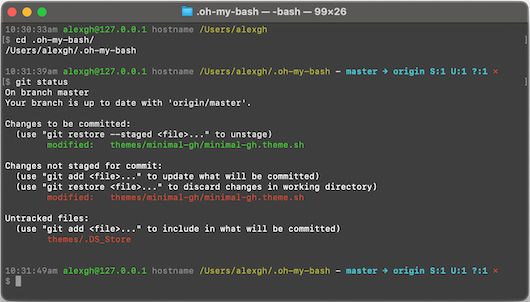 .oh-my-bash — -bash — 99×26
10:30:33am alexgh@127.0.0.1 hostname /Users/alexgh
[$ cd .oh-my-bash/ ]
/Users/alexgh/.oh-my-bash
10:31:39am alexgh@127.0.0.1 hostname /Users/alexgh/.oh-my-bash – master → origin S:1 U:1 ?:1 ×
[$ git status ]
On branch master
Your branch is up to date with 'origin/master'.
Changes to be committed:
(use "git restore --staged <file>..." to unstage)
modified: themes/minimal-gh/minimal-gh.theme.sh
Changes not staged for commit:
(use "git add <file>..." to update what will be committed)
(use "git restore <file>..." to discard changes in working directory)
modified: themes/minimal-gh/minimal-gh.theme.sh
Untracked files:
(use "git add <file>..." to include in what will be committed)
themes/.DS_Store
10:31:49am alexgh@127.0.0.1 hostname /Users/alexgh/.oh-my-bash – master → origin S:1 U:1 ?:1 ×
$